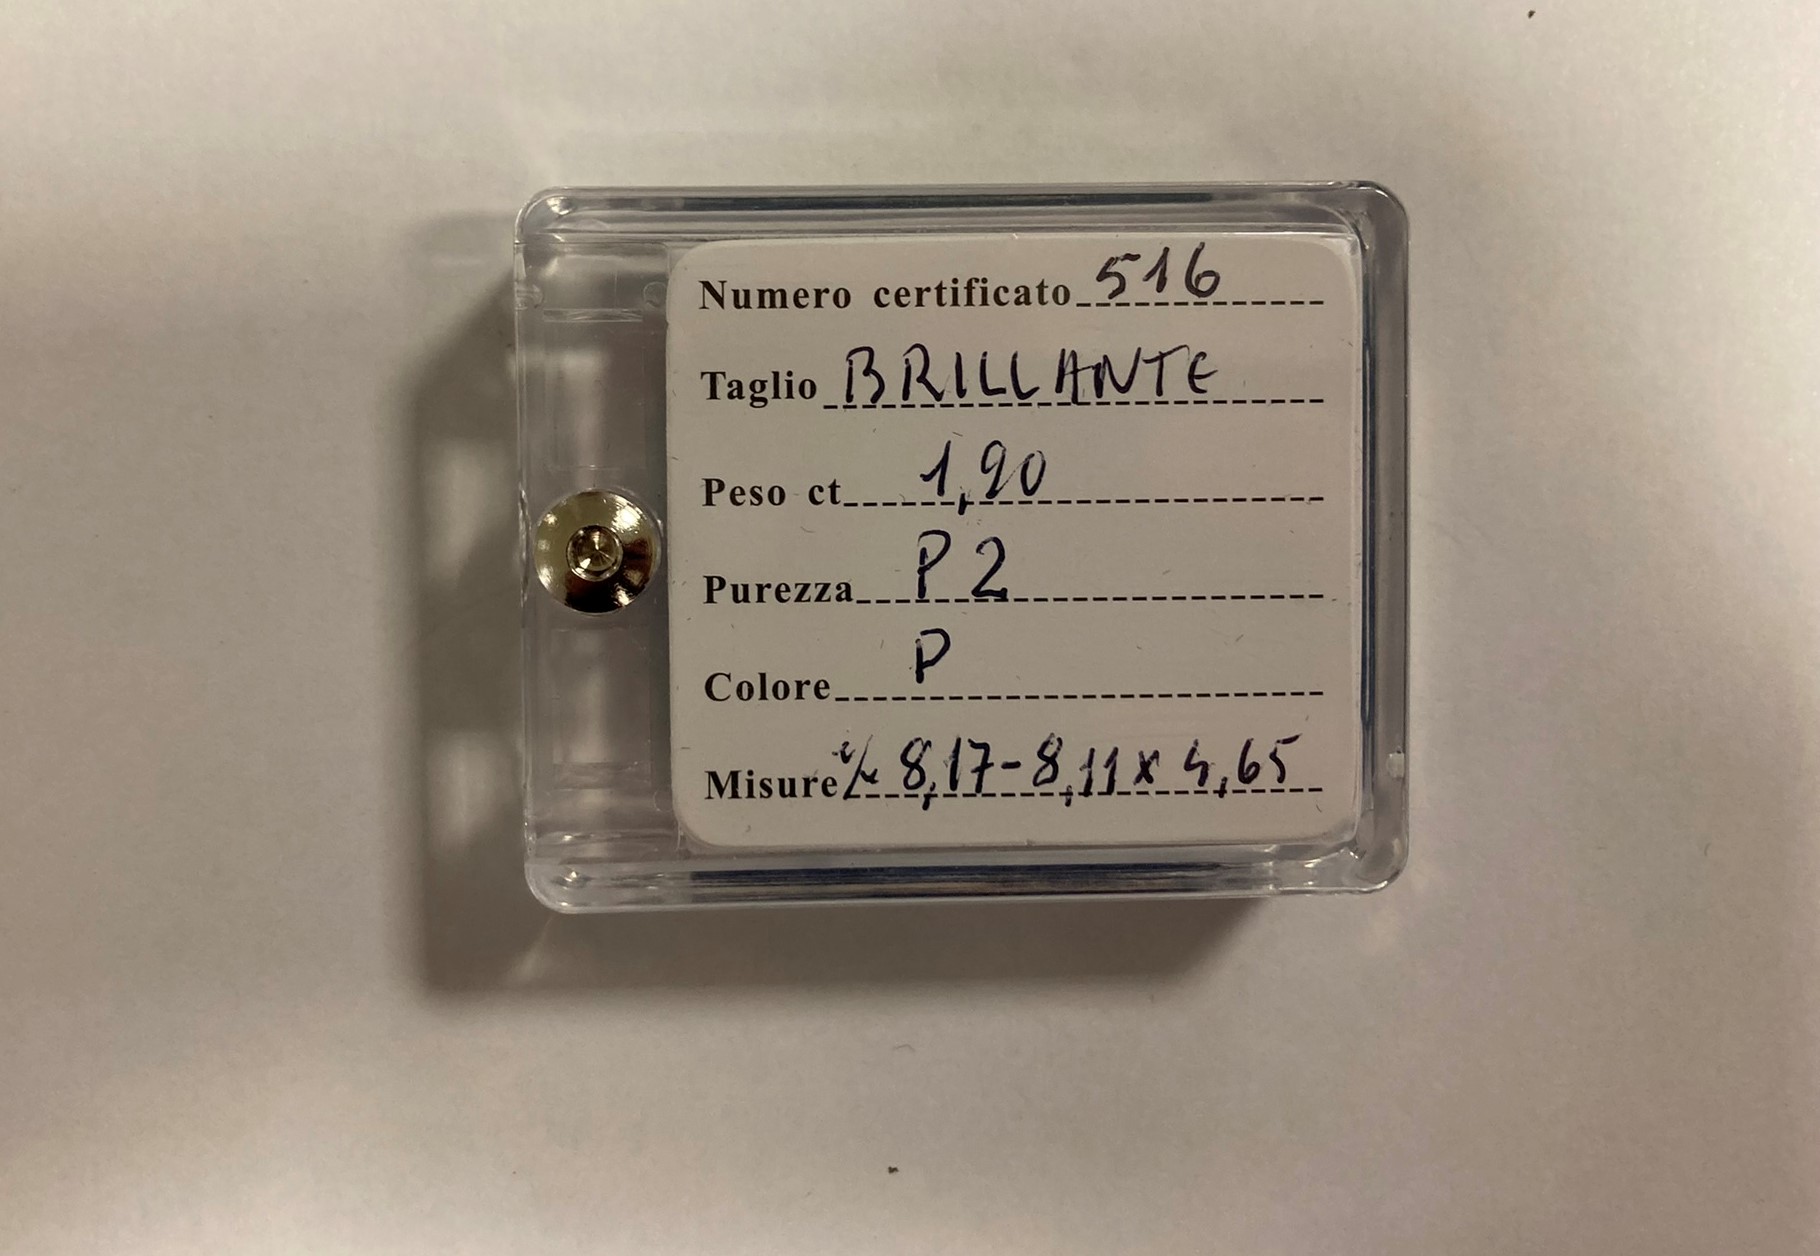 Numero certificato 516
Taglio BRILLANTE
Peso ct 1,90
Purezza P2
Colore P
Misure m/m 8,17-8,11 x 4,65